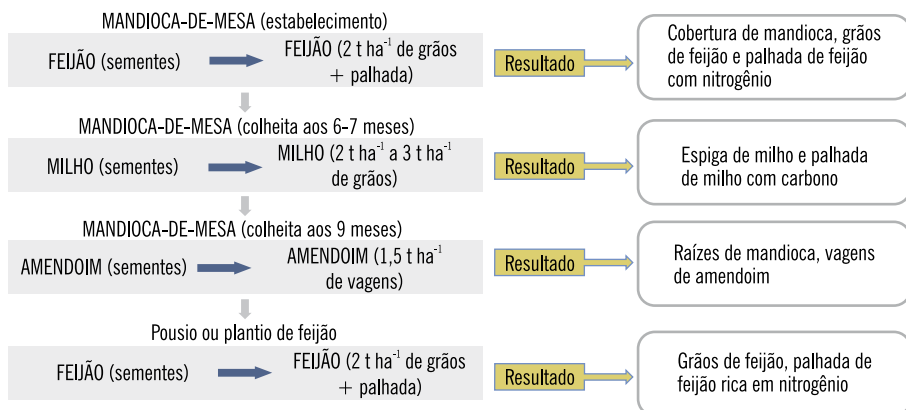 MANDIOCA-DE-MESA (estabelecimento)
FEIJÃO (sementes)
FEIJÃO (2 t ha⁻¹ de grãos
+ palhada)
Resultado
Cobertura de mandioca, grãos
de feijão e palhada de feijão
com nitrogênio
MANDIOCA-DE-MESA (colheita aos 6-7 meses)
MILHO (sementes)
MILHO (2 t ha⁻¹ a 3 t ha⁻¹
de grãos)
Resultado
Espiga de milho e palhada
de milho com carbono
MANDIOCA-DE-MESA (colheita aos 9 meses)
AMENDOIM (sementes)
AMENDOIM (1,5 t ha⁻¹
de vagens)
Resultado
Raízes de mandioca, vagens
de amendoim
Pousio ou plantio de feijão
FEIJÃO (sementes)
FEIJÃO (2 t ha⁻¹ de grãos
+ palhada)
Resultado
Grãos de feijão, palhada de
feijão rica em nitrogênio